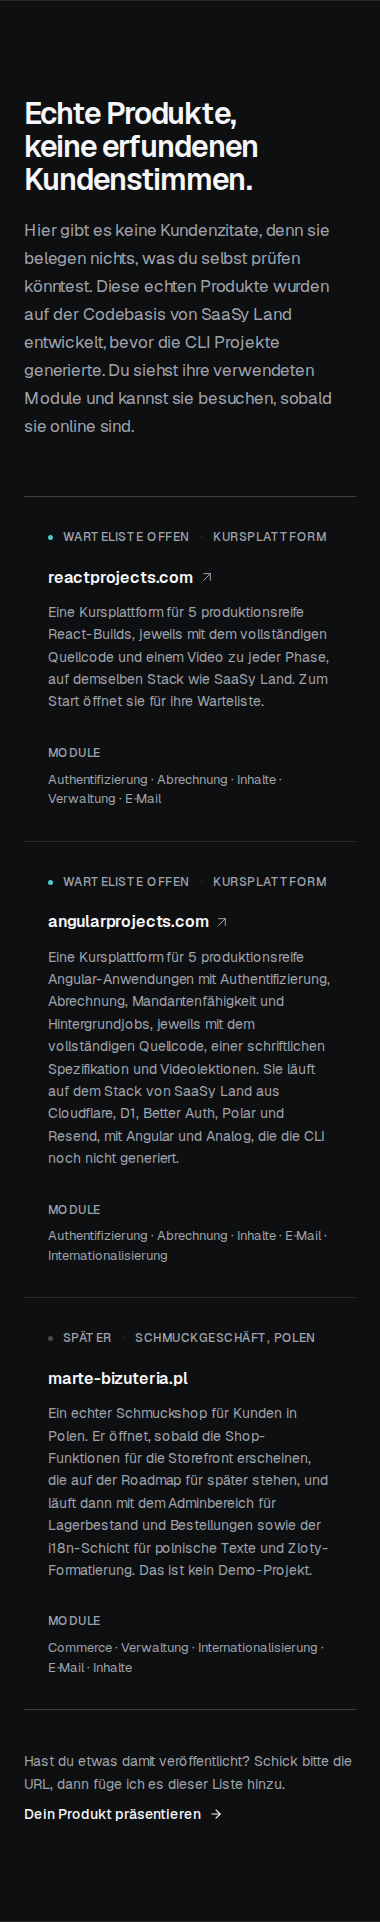 Echte Produkte,
keine erfundenen
Kundenstimmen.
Hier gibt es keine Kundenzitate, denn sie
belegen nichts, was du selbst prüfen
könntest. Diese echten Produkte wurden
auf der Codebasis von SaaSy Land
entwickelt, bevor die CLI Projekte
generierte. Du siehst ihre verwendeten
Module und kannst sie besuchen, sobald
sie online sind.
WARTELISTE OFFEN · KURSPLATTFORM
reactprojects.com ↗
Eine Kursplattform für 5 produktionsreife
React-Builds, jeweils mit dem vollständigen
Quellcode und einem Video zu jeder Phase,
auf demselben Stack wie SaaSy Land. Zum
Start öffnet sie für ihre Warteliste.
MODULE
Authentifizierung · Abrechnung · Inhalte ·
Verwaltung · E-Mail
WARTELISTE OFFEN · KURSPLATTFORM
angularprojects.com ↗
Eine Kursplattform für 5 produktionsreife
Angular-Anwendungen mit Authentifizierung,
Abrechnung, Mandantenfähigkeit und
Hintergrundjobs, jeweils mit dem
vollständigen Quellcode, einer schriftlichen
Spezifikation und Videolektionen. Sie läuft
auf dem Stack von SaaSy Land aus
Cloudflare, D1, Better Auth, Polar und
Resend, mit Angular und Analog, die die CLI
noch nicht generiert.
MODULE
Authentifizierung · Abrechnung · Inhalte · E-Mail ·
Internationalisierung
SPÄTER · SCHMUCKGESCHÄFT, POLEN
marte-bizuteria.pl
Ein echter Schmuckshop für Kunden in
Polen. Er öffnet, sobald die Shop-
Funktionen für die Storefront erscheinen,
die auf der Roadmap für später stehen, und
läuft dann mit dem Adminbereich für
Lagerbestand und Bestellungen sowie der
i18n-Schicht für polnische Texte und Zloty-
Formatierung. Das ist kein Demo-Projekt.
MODULE
Commerce · Verwaltung · Internationalisierung ·
E-Mail · Inhalte
Hast du etwas damit veröffentlicht? Schick bitte die
URL, dann füge ich es dieser Liste hinzu.
Dein Produkt präsentieren →